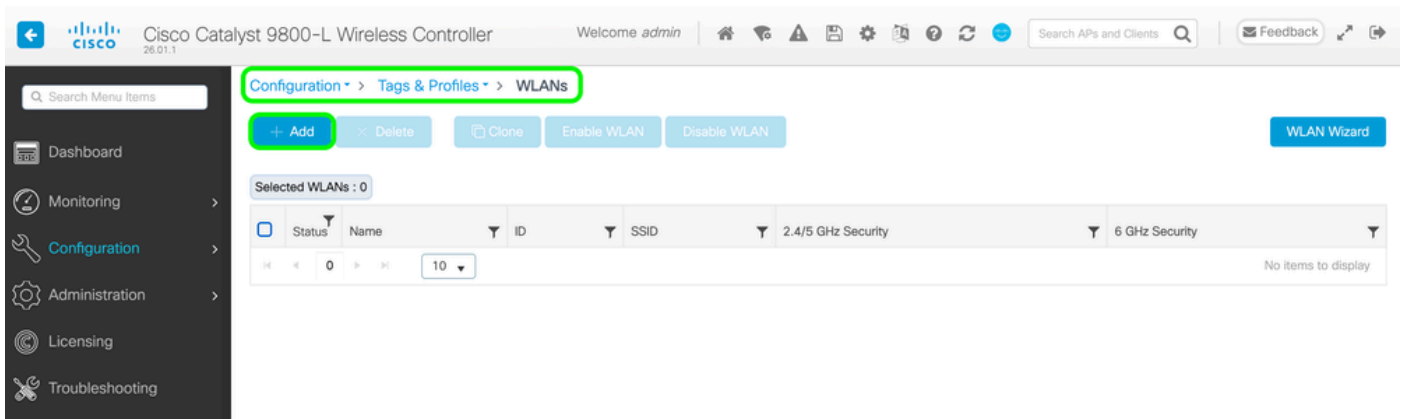 CISCO
Cisco Catalyst 9800-L Wireless Controller
26.01.1
Welcome admin
Search APs and Clients
Feedback
Search Menu Items
Dashboard
Monitoring
Configuration
Administration
Licensing
Troubleshooting
Configuration > Tags & Profiles > WLANs
+ Add × Delete Clone Enable WLAN Disable WLAN WLAN Wizard
Selected WLANs : 0
Status Name ID SSID 2.4/5 GHz Security 6 GHz Security
0 10 No items to display